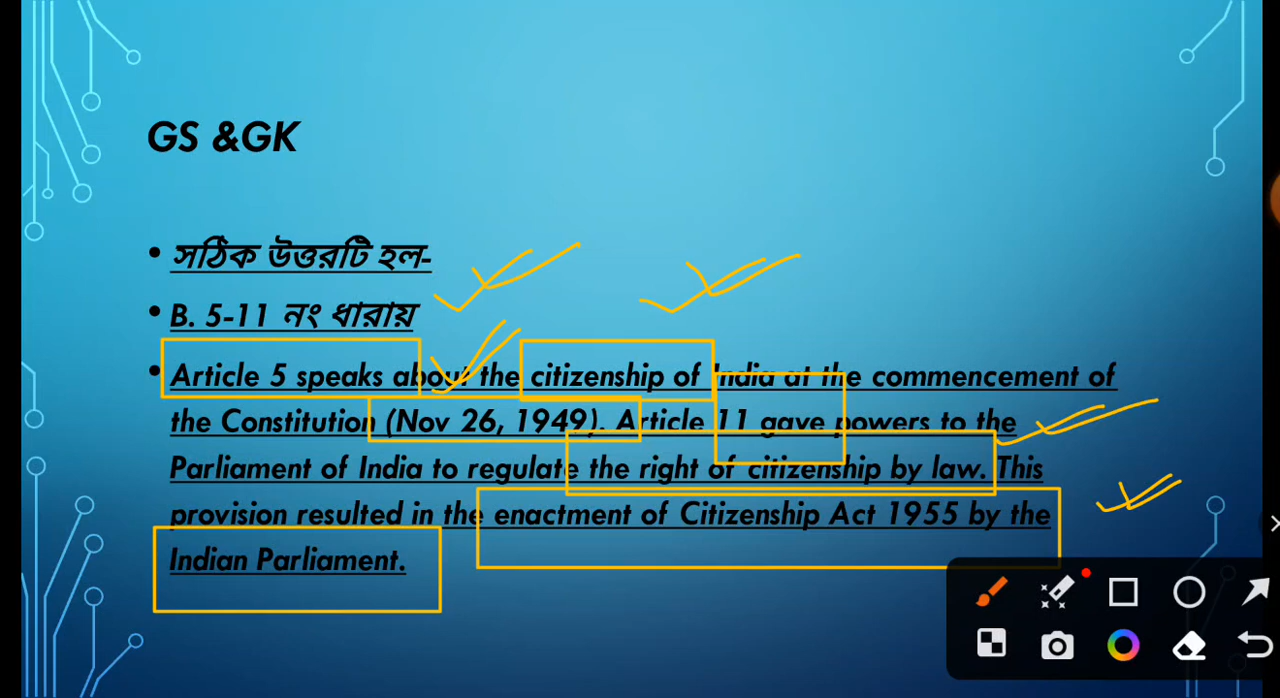 GS &GK
• সঠিক উত্তরটি হল-
• B. 5-11 নং ধারায়
• Article 5 speaks about the citizenship of India at the commencement of
the Constitution (Nov 26, 1949). Article 11 gave powers to the
Parliament of India to regulate the right of citizenship by law. This
provision resulted in the enactment of Citizenship Act 1955 by the
Indian Parliament.